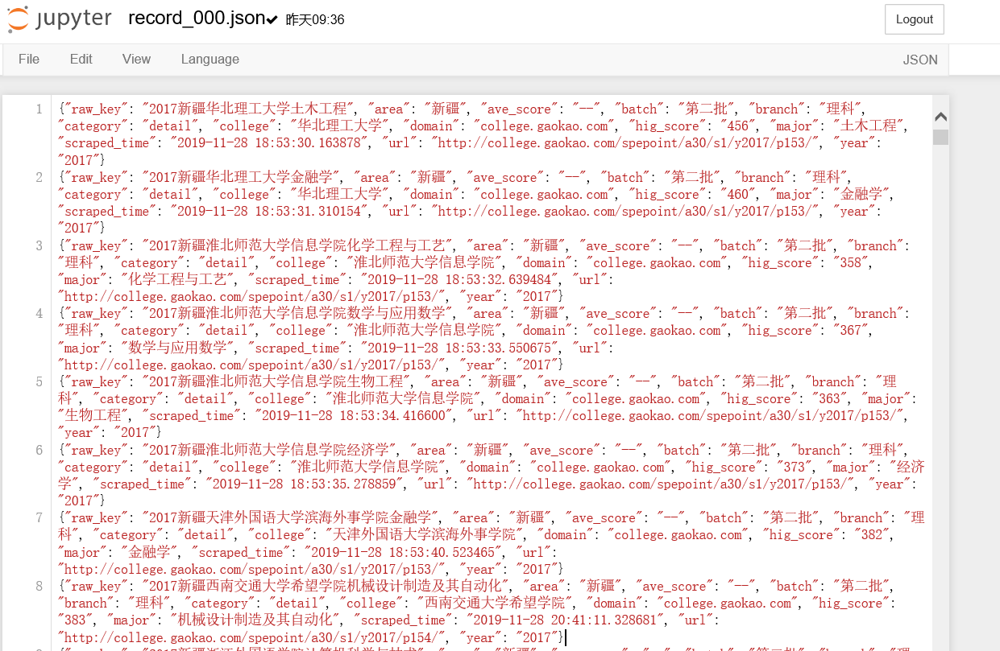 jupyter record_000.json✔ 昨天09:36 Logout
File Edit View Language JSON
1 {"raw_key": "2017新疆华北理工大学土木工程", "area": "新疆", "ave_score": "--", "batch": "第二批", "branch": "理科",
"category": "detail", "college": "华北理工大学", "domain": "college.gaokao.com", "hig_score": "456", "major": "土木工程",
"scraped_time": "2019-11-28 18:53:30.163878", "url": "http://college.gaokao.com/spepoint/a30/s1/y2017/p153/", "year":
"2017"}
2 {"raw_key": "2017新疆华北理工大学金融学", "area": "新疆", "ave_score": "--", "batch": "第二批", "branch": "理科",
"category": "detail", "college": "华北理工大学", "domain": "college.gaokao.com", "hig_score": "460", "major": "金融学",
"scraped_time": "2019-11-28 18:53:31.310154", "url": "http://college.gaokao.com/spepoint/a30/s1/y2017/p153/", "year":
"2017"}
3 {"raw_key": "2017新疆淮北师范大学信息学院化学工程与工艺", "area": "新疆", "ave_score": "--", "batch": "第二批", "branch":
"理科", "category": "detail", "college": "淮北师范大学信息学院", "domain": "college.gaokao.com", "hig_score": "358",
"major": "化学工程与工艺", "scraped_time": "2019-11-28 18:53:32.639484", "url":
"http://college.gaokao.com/spepoint/a30/s1/y2017/p153/", "year": "2017"}
4 {"raw_key": "2017新疆淮北师范大学信息学院数学与应用数学", "area": "新疆", "ave_score": "--", "batch": "第二批", "branch":
"理科", "category": "detail", "college": "淮北师范大学信息学院", "domain": "college.gaokao.com", "hig_score": "367",
"major": "数学与应用数学", "scraped_time": "2019-11-28 18:53:33.550675", "url":
"http://college.gaokao.com/spepoint/a30/s1/y2017/p153/", "year": "2017"}
5 {"raw_key": "2017新疆淮北师范大学信息学院生物工程", "area": "新疆", "ave_score": "--", "batch": "第二批", "branch": "理
科", "category": "detail", "college": "淮北师范大学信息学院", "domain": "college.gaokao.com", "hig_score": "363", "major":
"生物工程", "scraped_time": "2019-11-28 18:53:34.416600", "url": "http://college.gaokao.com/spepoint/a30/s1/y2017/p153/",
"year": "2017"}
6 {"raw_key": "2017新疆淮北师范大学信息学院经济学", "area": "新疆", "ave_score": "--", "batch": "第二批", "branch": "理科",
"category": "detail", "college": "淮北师范大学信息学院", "domain": "college.gaokao.com", "hig_score": "373", "major": "经济
学", "scraped_time": "2019-11-28 18:53:35.278859", "url": "http://college.gaokao.com/spepoint/a30/s1/y2017/p153/", "year":
"2017"}
7 {"raw_key": "2017新疆天津外国语大学滨海外事学院金融学", "area": "新疆", "ave_score": "--", "batch": "第二批", "branch": "理
科", "category": "detail", "college": "天津外国语大学滨海外事学院", "domain": "college.gaokao.com", "hig_score": "382",
"major": "金融学", "scraped_time": "2019-11-28 18:53:40.523465", "url":
"http://college.gaokao.com/spepoint/a30/s1/y2017/p153/", "year": "2017"}
8 {"raw_key": "2017新疆西南交通大学希望学院机械设计制造及其自动化", "area": "新疆", "ave_score": "--", "batch": "第二批",
"branch": "理科", "category": "detail", "college": "西南交通大学希望学院", "domain": "college.gaokao.com", "hig_score":
"383", "major": "机械设计制造及其自动化", "scraped_time": "2019-11-28 20:41:11.328681", "url":
"http://college.gaokao.com/spepoint/a30/s1/y2017/p154/", "year": "2017"}